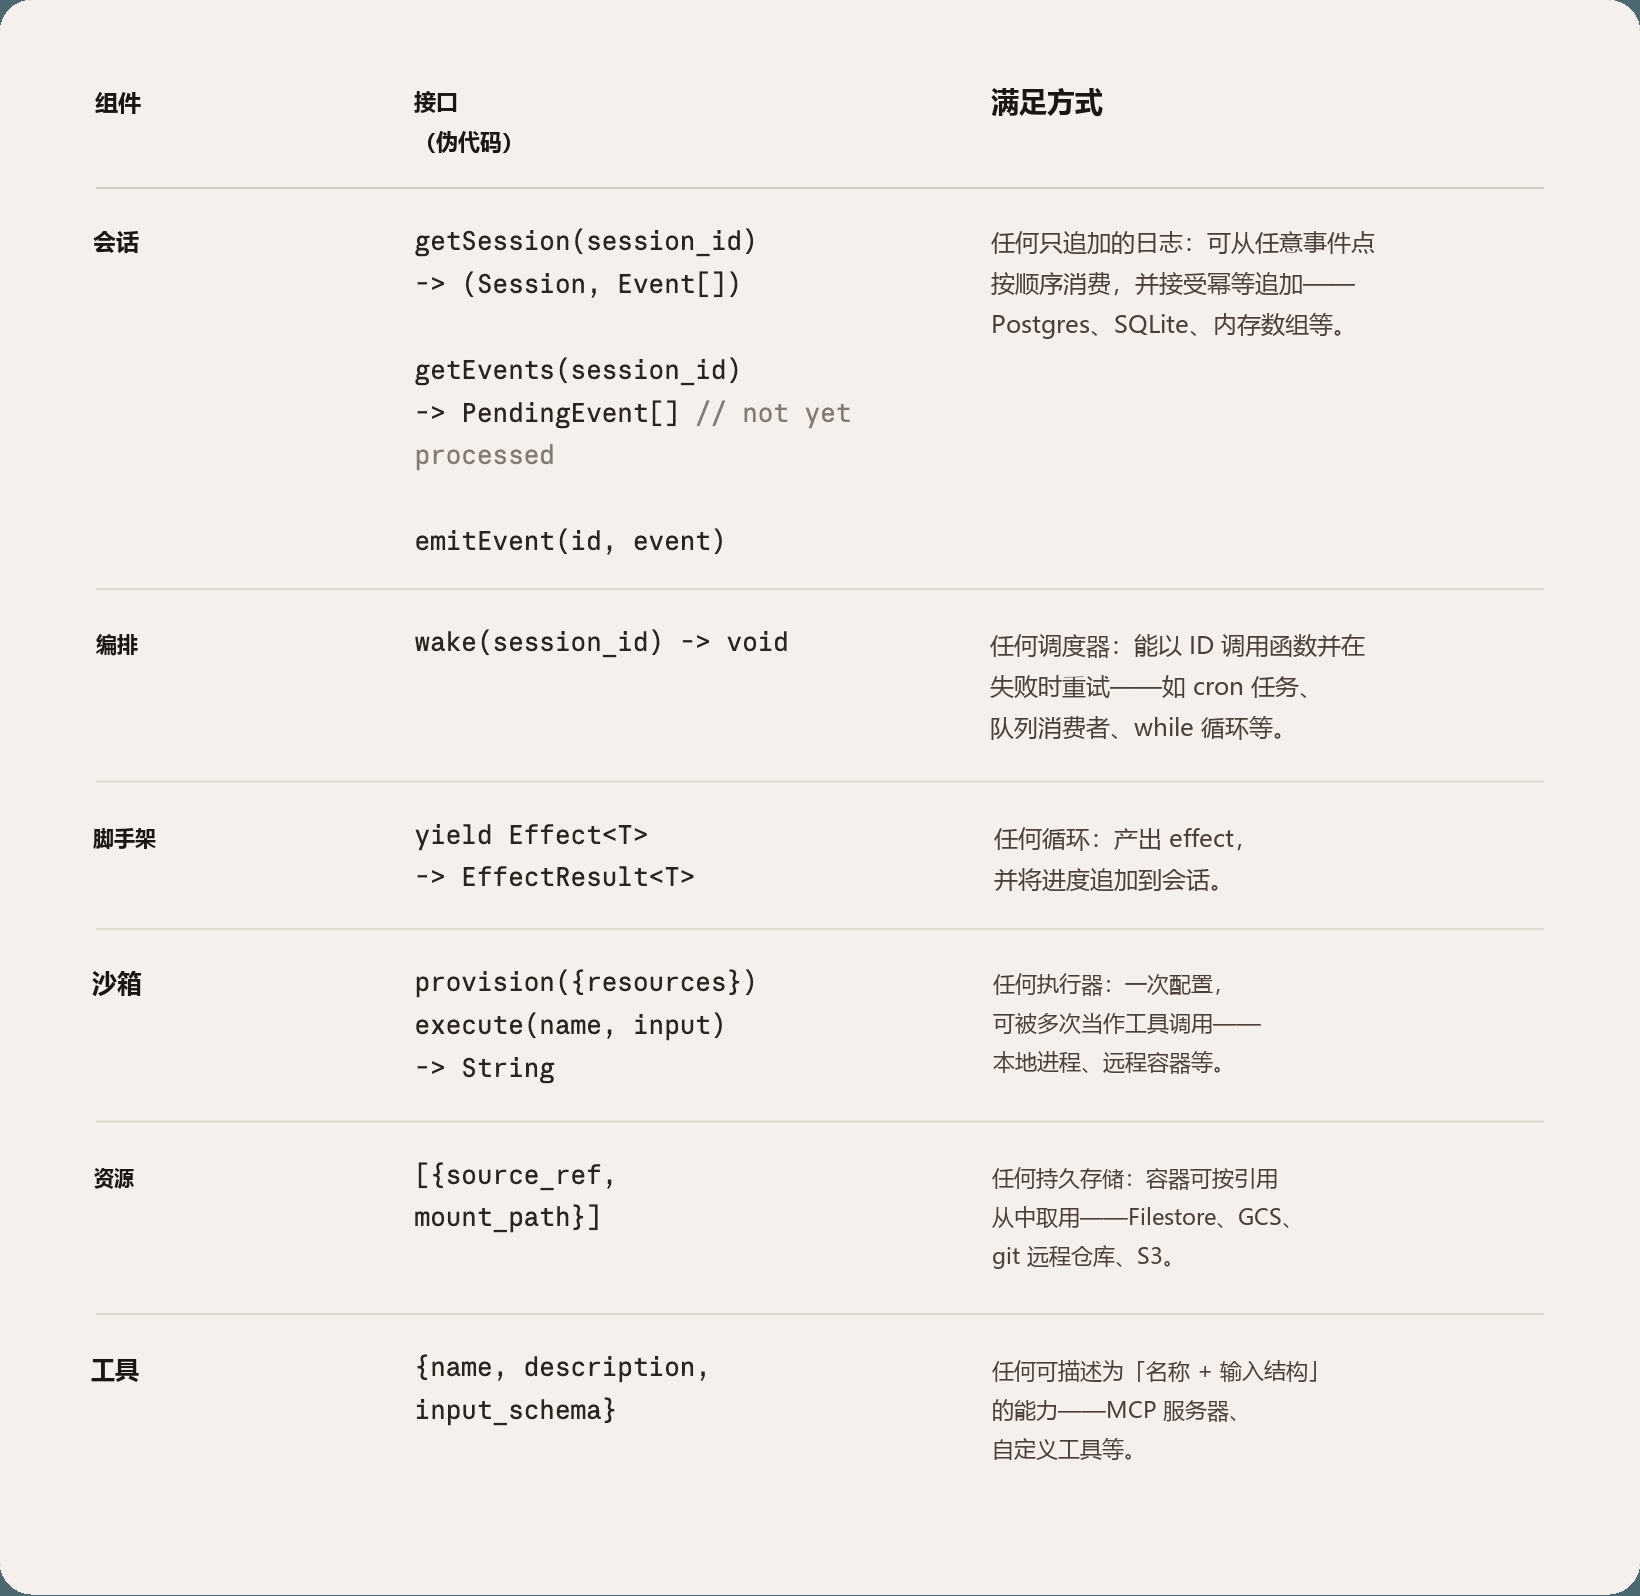 组件
接口
（伪代码）
满足方式
会话
getSession(session_id)
-> (Session, Event[])
getEvents(session_id)
-> PendingEvent[] // not yet
processed
emitEvent(id, event)
任何只追加的日志：可从任意事件点
按顺序消费，并接受幂等追加——
Postgres、SQLite、内存数组等。
编排
wake(session_id) -> void
任何调度器：能以 ID 调用函数并在
失败时重试——如 cron 任务、
队列消费者、while 循环等。
脚手架
yield Effect<T>
-> EffectResult<T>
任何循环：产出 effect，
并将进度追加到会话。
沙箱
provision({resources})
execute(name, input)
-> String
任何执行器：一次配置，
可被多次当作工具调用——
本地进程、远程容器等。
资源
[{source_ref,
mount_path}]
任何持久存储：容器可按引用
从中取用——Filestore、GCS、
git 远程仓库、S3。
工具
{name, description,
input_schema}
任何可描述为「名称 + 输入结构」
的能力——MCP 服务器、
自定义工具等。